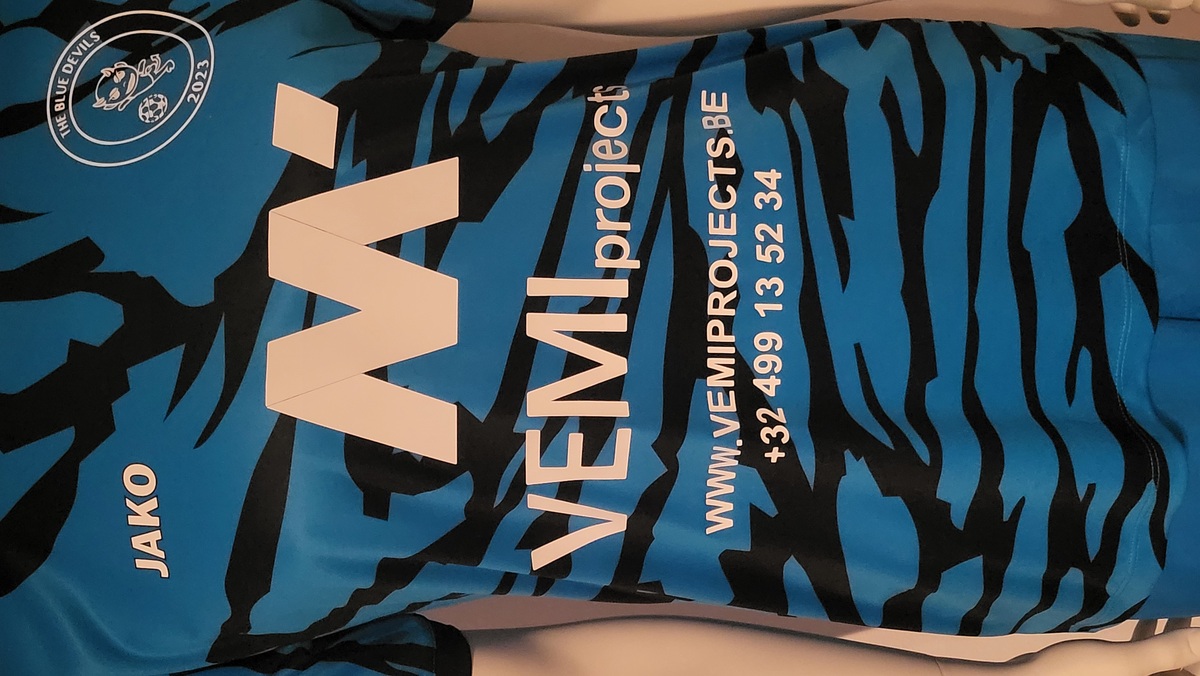 JAKO
THE BLUE DEVILS
2023
VEMI projects
WWW.VEMIPROJECTS.BE
+32 499 13 52 34